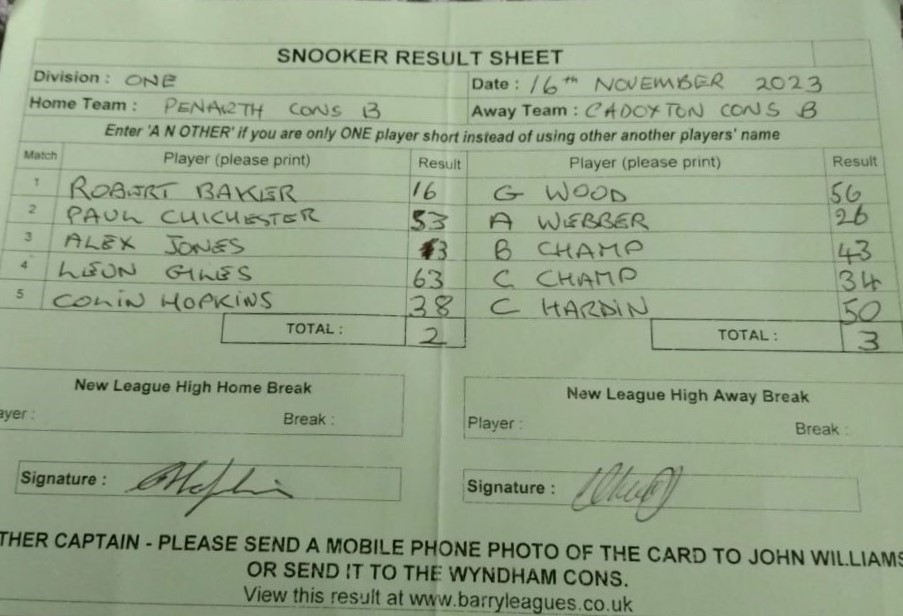 SNOOKER RESULT SHEET
Division : ONE Date : 16th NOVEMBER 2023
Home Team : PENARTH CONS B Away Team : CADOXTON CONS B
Enter 'A N OTHER' if you are only ONE player short instead of using other another players' name
Match Player (please print) Result Player (please print) Result
1 ROBERT BAKER 16 G WOOD 56
2 PAUL CHICHESTER 53 A WEBBER 26
3 ALEX JONES 13 B CHAMP 43
4 LEON GILES 63 C CHAMP 34
5 COLIN HOPKINS 38 C HARDIN 50
TOTAL : 2 TOTAL : 3
New League High Home Break New League High Away Break
ayer : Break : Player : Break :
Signature : Signature :
THER CAPTAIN - PLEASE SEND A MOBILE PHONE PHOTO OF THE CARD TO JOHN WILLIAMS
OR SEND IT TO THE WYNDHAM CONS.
View this result at www.barryleagues.co.uk